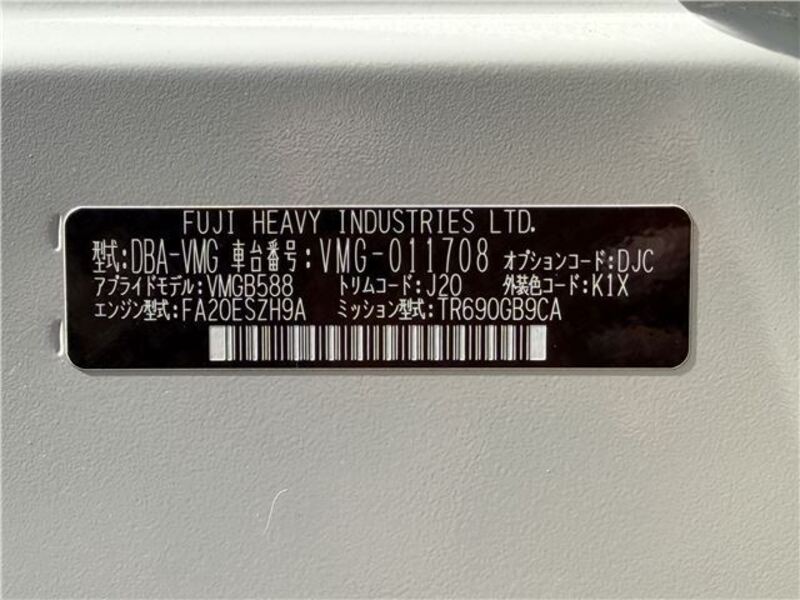 FUJI HEAVY INDUSTRIES LTD.
型式:DBA-VMG 車台番号:VMG-011708 オプションコード:DJC
アプライドモデル:VMGB588 トリムコード:J20 外装色コード:K1X
エンジン型式:FA20ESZH9A ミッション型式:TR690GB9CA